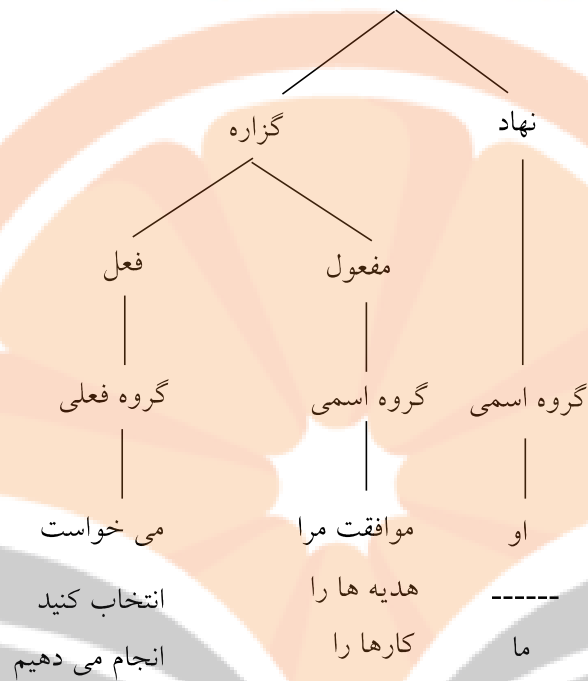 نهاد
گزاره
مفعول
فعل
گروه اسمی
گروه اسمی
گروه فعلی
او
موافقت مرا
می خواست
------
هدیه ها را
انتخاب کنید
ما
کارها را
انجام می دهیم